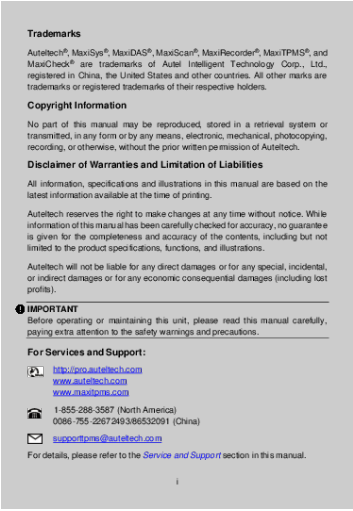 Trademarks
Auteltech®, MaxiSys®, MaxiDAS®, MaxiScan®, MaxiRecorder®, MaxiTPMS®, and
MaxiCheck® are trademarks of Autel Intelligent Technology Corp., Ltd.,
registered in China, the United States and other countries. All other marks are
trademarks or registered trademarks of their respective holders.
Copyright Information
No part of this manual may be reproduced, stored in a retrieval system or
transmitted, in any form or by any means, electronic, mechanical, photocopying,
recording, or otherwise, without the prior written permission of Auteltech.
Disclaimer of Warranties and Limitation of Liabilities
All information, specifications and illustrations in this manual are based on the
latest information available at the time of printing.
Auteltech reserves the right to make changes at any time without notice. While
information of this manual has been carefully checked for accuracy, no guarantee
is given for the completeness and accuracy of the contents, including but not
limited to the product specifications, functions, and illustrations.
Auteltech will not be liable for any direct damages or for any special, incidental,
or indirect damages or for any economic consequential damages (including lost
profits).
IMPORTANT
Before operating or maintaining this unit, please read this manual carefully,
paying extra attention to the safety warnings and precautions.
For Services and Support:
http://pro.auteltech.com
www.auteltech.com
www.maxitpms.com
1-855-288-3587 (North America)
0086-755-22672493/86532091 (China)
supporttpms@auteltech.com
For details, please refer to the Service and Support section in this manual.
i